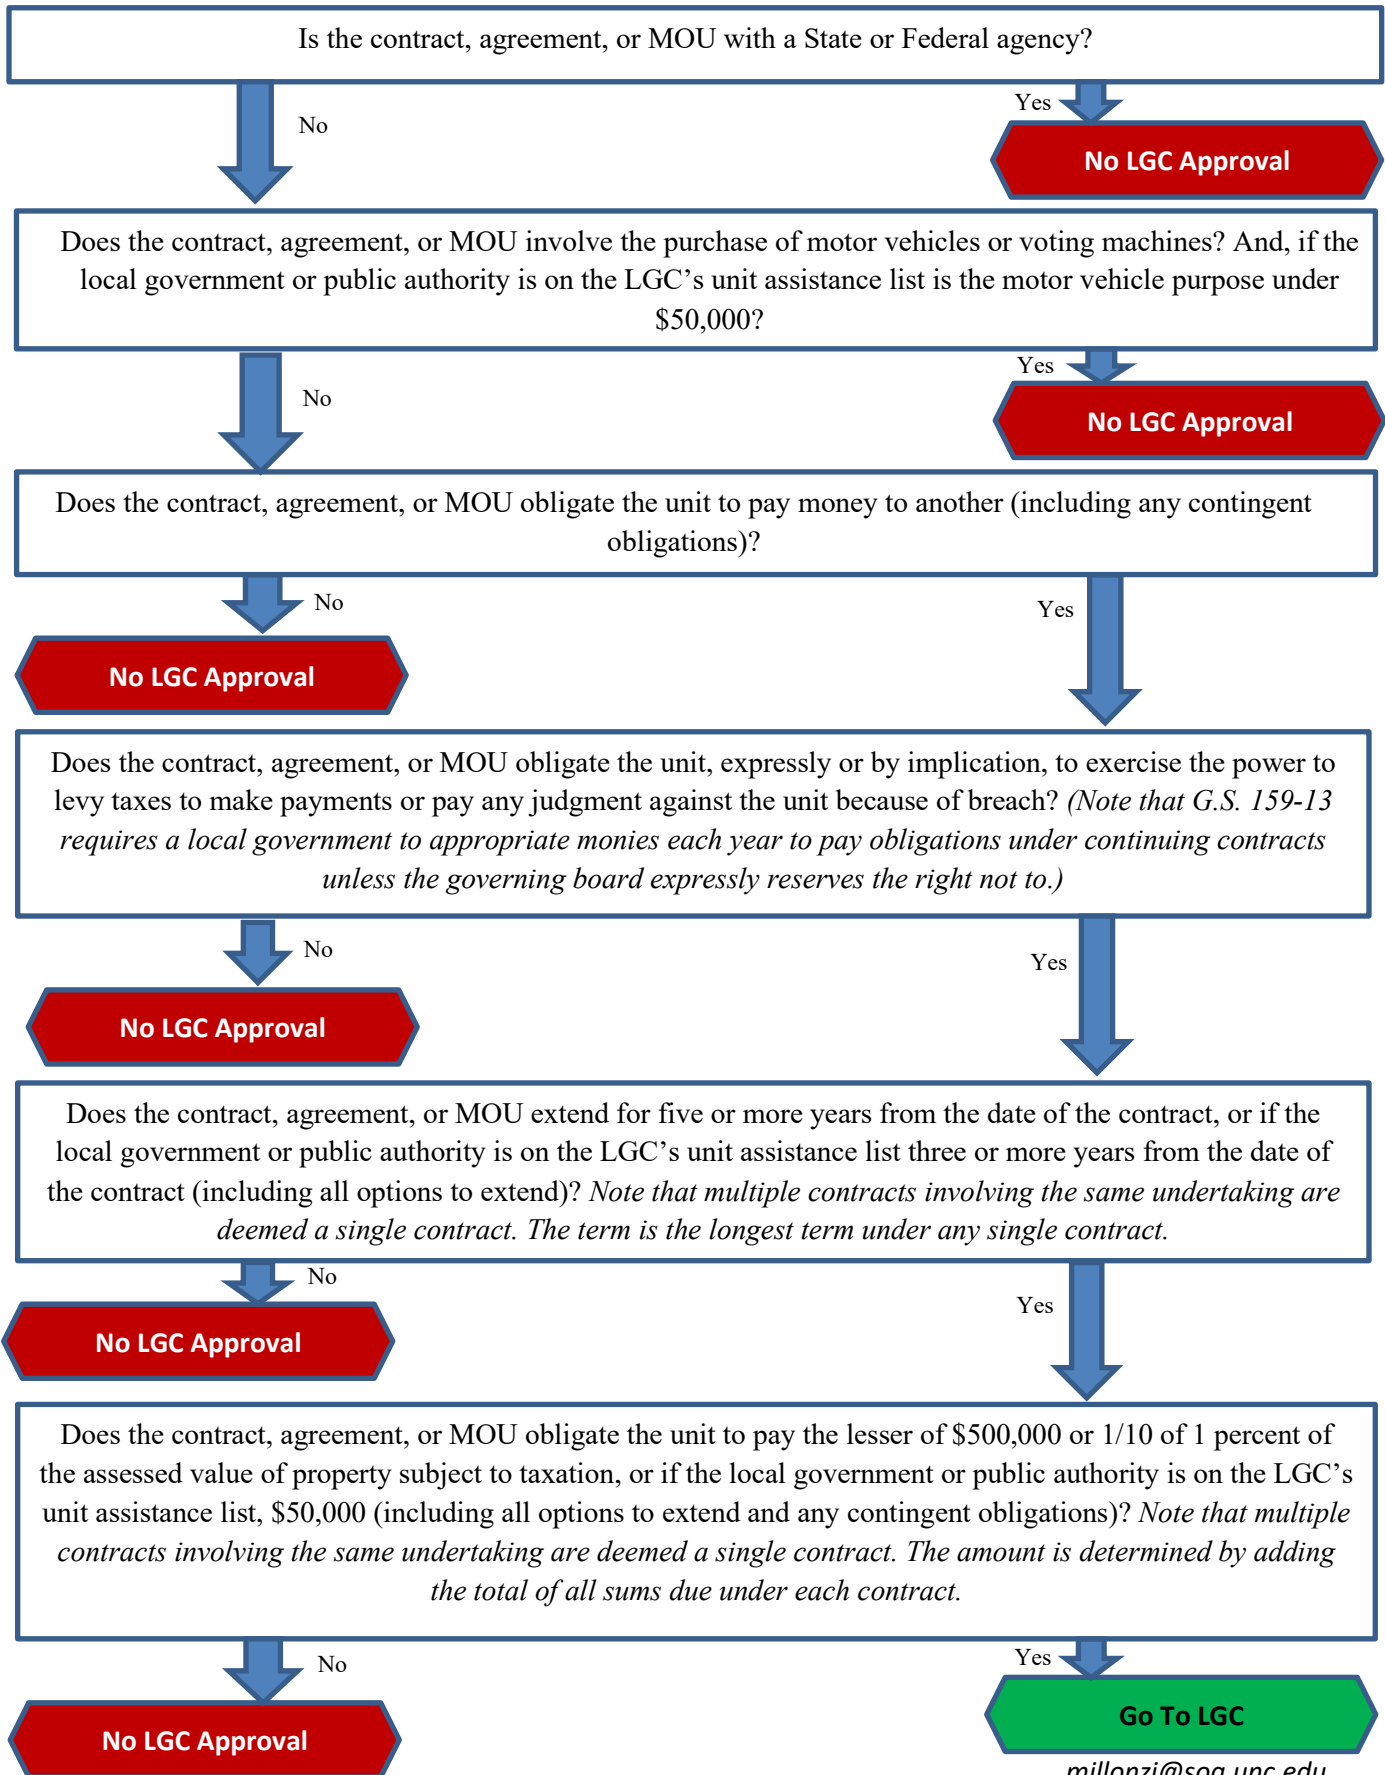 Is the contract, agreement, or MOU with a State or Federal agency?
No
Yes
No LGC Approval
Does the contract, agreement, or MOU involve the purchase of motor vehicles or voting machines? And, if the
local government or public authority is on the LGC’s unit assistance list is the motor vehicle purpose under
$50,000?
No
Yes
No LGC Approval
Does the contract, agreement, or MOU obligate the unit to pay money to another (including any contingent
obligations)?
No
Yes
No LGC Approval
Does the contract, agreement, or MOU obligate the unit, expressly or by implication, to exercise the power to
levy taxes to make payments or pay any judgment against the unit because of breach? (Note that G.S. 159-13
requires a local government to appropriate monies each year to pay obligations under continuing contracts
unless the governing board expressly reserves the right not to.)
No
Yes
No LGC Approval
Does the contract, agreement, or MOU extend for five or more years from the date of the contract, or if the
local government or public authority is on the LGC’s unit assistance list three or more years from the date of
the contract (including all options to extend)? Note that multiple contracts involving the same undertaking are
deemed a single contract. The term is the longest term under any single contract.
No
Yes
No LGC Approval
Does the contract, agreement, or MOU obligate the unit to pay the lesser of $500,000 or 1/10 of 1 percent of
the assessed value of property subject to taxation, or if the local government or public authority is on the LGC’s
unit assistance list, $50,000 (including all options to extend and any contingent obligations)? Note that multiple
contracts involving the same undertaking are deemed a single contract. The amount is determined by adding
the total of all sums due under each contract.
No
Yes
No LGC Approval
Go To LGC
millonzi@sog.unc.edu